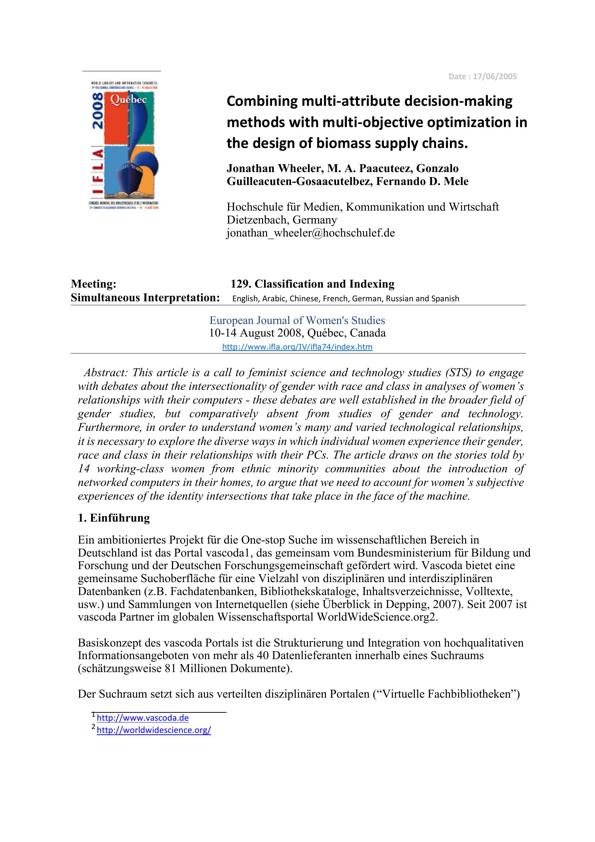 Date : 17/06/2005
IFLA 2008
Québec
Combining multi-attribute decision-making
methods with multi-objective optimization in
the design of biomass supply chains.
Jonathan Wheeler, M. A. Paacuteez, Gonzalo
Guilleacuten-Gosaacutelbez, Fernando D. Mele
Hochschule für Medien, Kommunikation und Wirtschaft
Dietzenbach, Germany
jonathan_wheeler@hochschulef.de
Meeting: 129. Classification and Indexing
Simultaneous Interpretation: English, Arabic, Chinese, French, German, Russian and Spanish
European Journal of Women's Studies
10-14 August 2008, Québec, Canada
http://www.ifla.org/IV/ifla74/index.htm
Abstract: This article is a call to feminist science and technology studies (STS) to engage
with debates about the intersectionality of gender with race and class in analyses of women's
relationships with their computers - these debates are well established in the broader field of
gender studies, but comparatively absent from studies of gender and technology.
Furthermore, in order to understand women's many and varied technological relationships,
it is necessary to explore the diverse ways in which individual women experience their gender,
race and class in their relationships with their PCs. The article draws on the stories told by
14 working-class women from ethnic minority communities about the introduction of
networked computers in their homes, to argue that we need to account for women's subjective
experiences of the identity intersections that take place in the face of the machine.
1. Einführung
Ein ambitioniertes Projekt für die One-stop Suche im wissenschaftlichen Bereich in
Deutschland ist das Portal vascoda1, das gemeinsam vom Bundesministerium für Bildung und
Forschung und der Deutschen Forschungsgemeinschaft gefördert wird. Vascoda bietet eine
gemeinsame Suchoberfläche für eine Vielzahl von disziplinären und interdisziplinären
Datenbanken (z.B. Fachdatenbanken, Bibliothekskataloge, Inhaltsverzeichnisse, Volltexte,
usw.) und Sammlungen von Internetquellen (siehe Überblick in Depping, 2007). Seit 2007 ist
vascoda Partner im globalen Wissenschaftsportal WorldWideScience.org2.
Basiskonzept des vascoda Portals ist die Strukturierung und Integration von hochqualitativen
Informationsangeboten von mehr als 40 Datenlieferanten innerhalb eines Suchraums
(schätzungsweise 81 Millionen Dokumente).
Der Suchraum setzt sich aus verteilten disziplinären Portalen (“Virtuelle Fachbibliotheken”)
1 http://www.vascoda.de
2 http://worldwidescience.org/